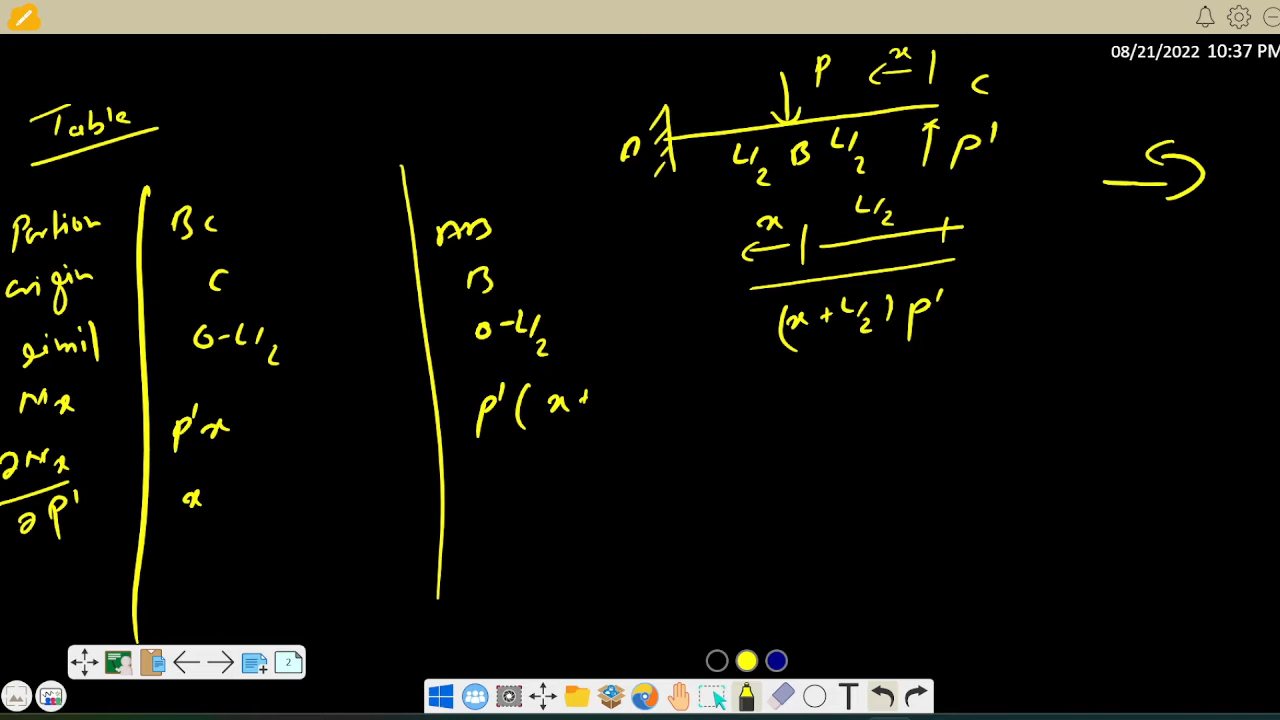 08/21/2022 10:37 PM
Table
P x C
A L/2 B L/2 P'
L/2
x
(x + L/2) P'
Portion BC AB
origin C B
limit 0-L/2 0-L/2
Mx P'x P'( x +
∂Mx x
∂P'
2
T